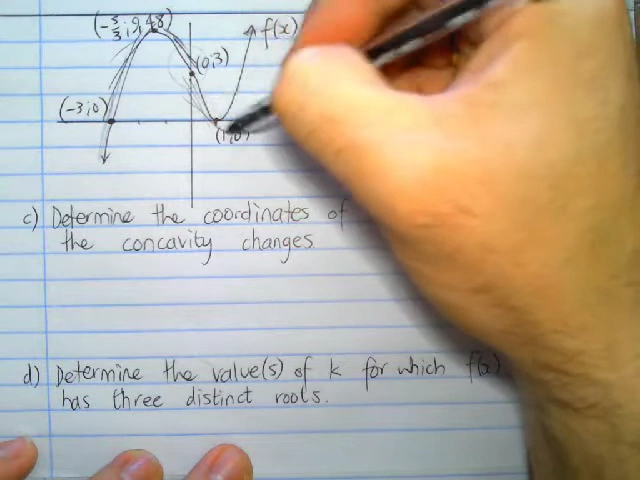 (-5/3;9,48)
f(x)
(0;3)
(-3;0)
(1;0)
c) Determine the coordinates of
the concavity changes
d) Determine the value(s) of k for which f(x)
has three distinct roots.